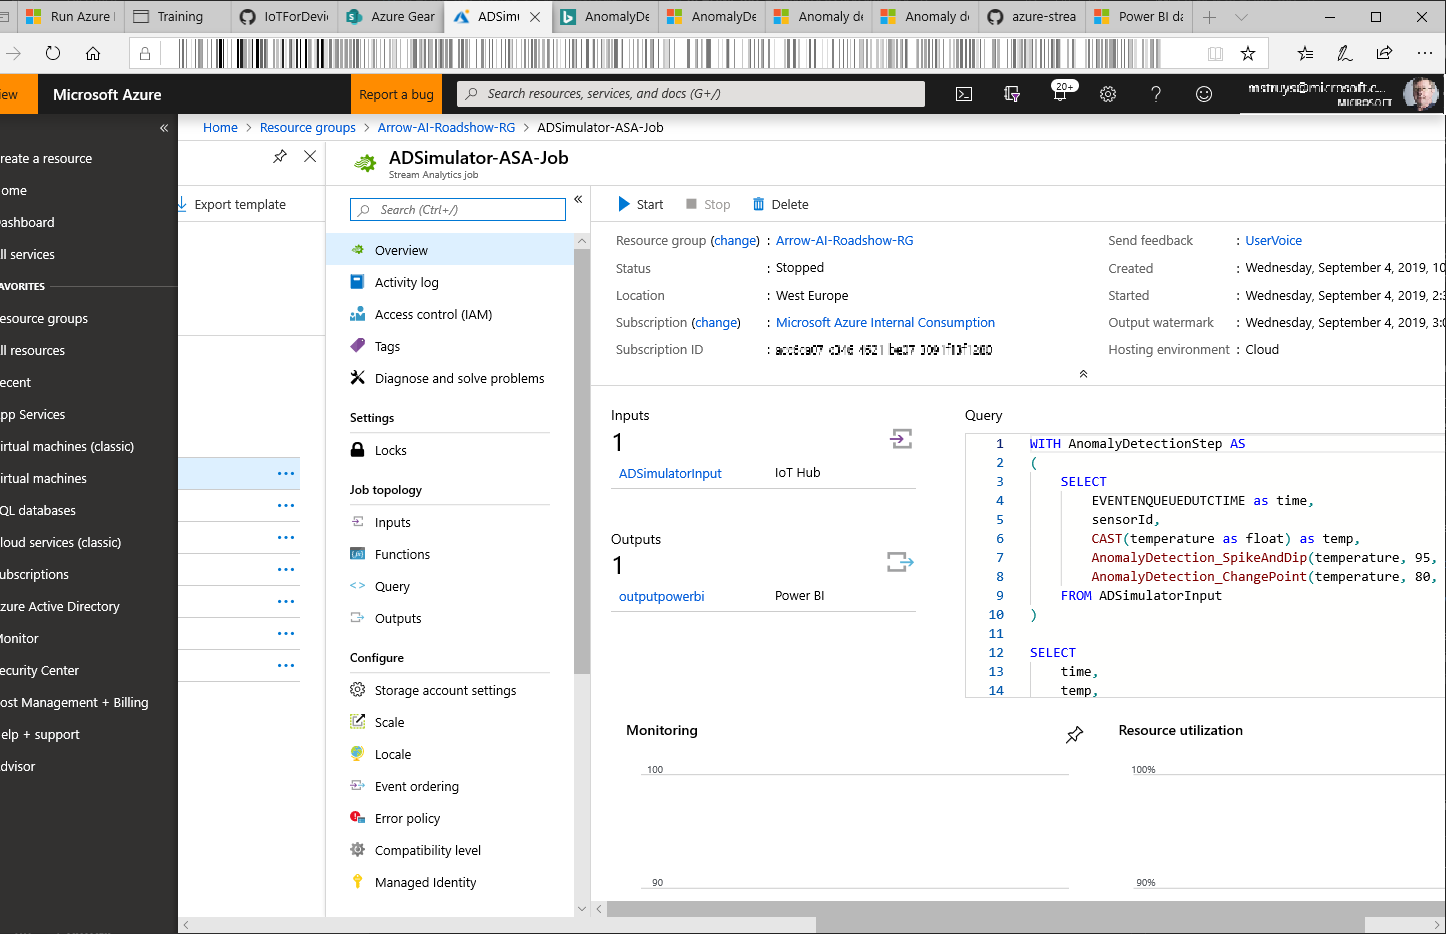 Run Azure
Training
IoTForDevi
Azure Gear
ADSimu
AnomalyDe
AnomalyDe
Anomaly de
Anomaly de
azure-strea
Power BI da
ew
Microsoft Azure
Report a bug
Search resources, services, and docs (G+/)
20+
MICROSOFT
Home > Resource groups > Arrow-AI-Roadshow-RG > ADSimulator-ASA-Job
reate a resource
ome
ashboard
ll services
AVORITES
esource groups
ll resources
ecent
pp Services
irtual machines (classic)
irtual machines
QL databases
loud services (classic)
ubscriptions
zure Active Directory
onitor
ecurity Center
ost Management + Billing
elp + support
dvisor
Export template
ADSimulator-ASA-Job
Stream Analytics job
Search (Ctrl+/)
Overview
Activity log
Access control (IAM)
Tags
Diagnose and solve problems
Settings
Locks
Job topology
Inputs
Functions
Query
Outputs
Configure
Storage account settings
Scale
Locale
Event ordering
Error policy
Compatibility level
Managed Identity
Start
Stop
Delete
Resource group (change) : Arrow-AI-Roadshow-RG
Status : Stopped
Location : West Europe
Subscription (change) : Microsoft Azure Internal Consumption
Subscription ID :
Send feedback : UserVoice
Created : Wednesday, September 4, 2019, 10
Started : Wednesday, September 4, 2019, 2:3
Output watermark : Wednesday, September 4, 2019, 3:0
Hosting environment : Cloud
Inputs
1
ADSimulatorInput IoT Hub
Outputs
1
outputpowerbi Power BI
Query
1 WITH AnomalyDetectionStep AS
2 (
3 SELECT
4 EVENTENQUEUEDUTCTIME as time,
5 sensorId,
6 CAST(temperature as float) as temp,
7 AnomalyDetection_SpikeAndDip(temperature, 95,
8 AnomalyDetection_ChangePoint(temperature, 80,
9 FROM ADSimulatorInput
10 )
11
12 SELECT
13 time,
14 temp,
Monitoring
100
90
Resource utilization
100%
90%